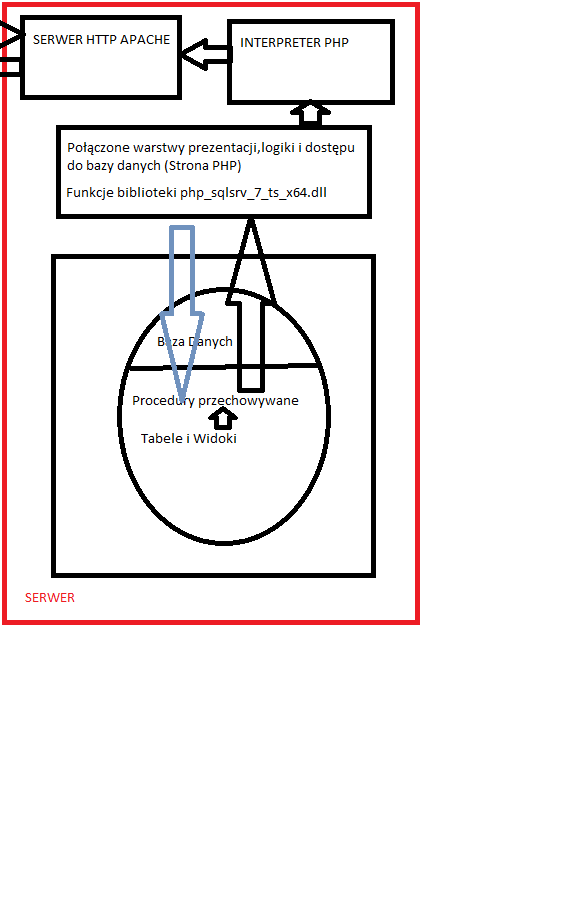 SERWER HTTP APACHE
INTERPRETER PHP
Połączone warstwy prezentacji,logiki i dostępu
do bazy danych (Strona PHP)
Funkcje biblioteki php_sqlsrv_7_ts_x64.dll
Baza Danych
Procedury przechowywane
Tabele i Widoki
SERWER